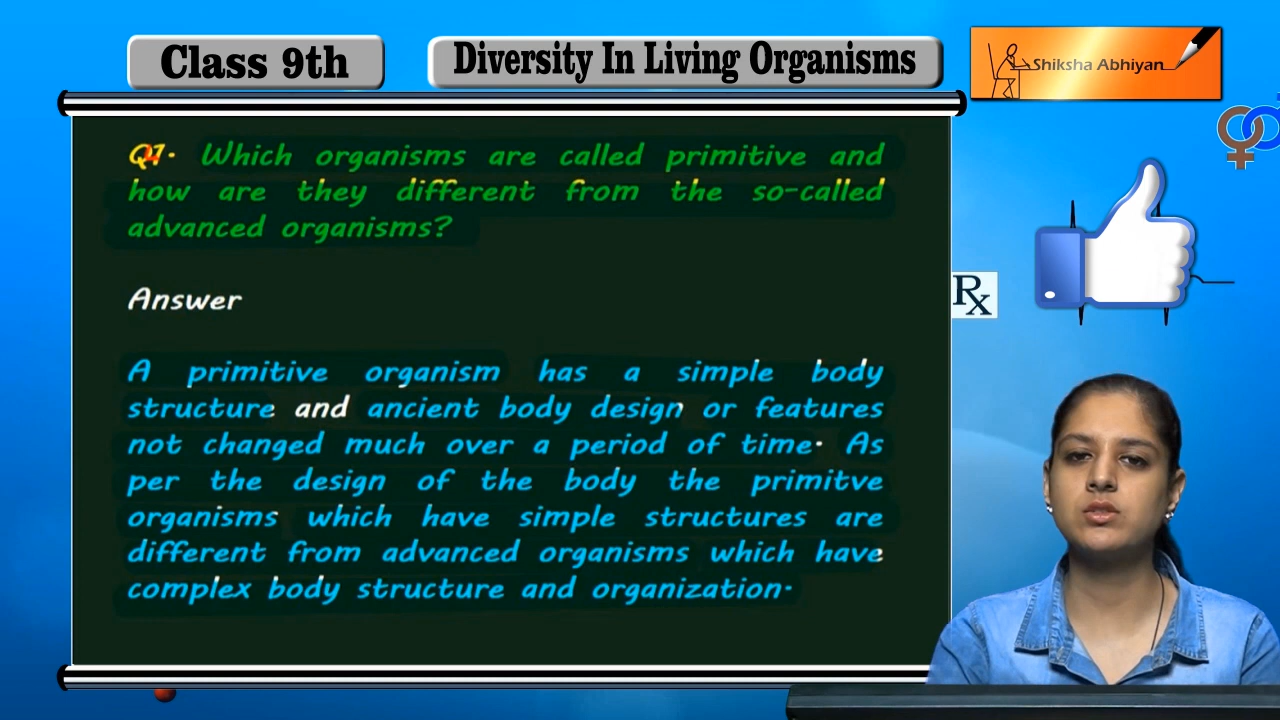 Class 9th
Diversity In Living Organisms
Shiksha Abhiyan
Q1. Which organisms are called primitive and
how are they different from the so-called
advanced organisms?
Answer
A primitive organism has a simple body
structure and ancient body design or features
not changed much over a period of time. As
per the design of the body the primitve
organisms which have simple structures are
different from advanced organisms which have
complex body structure and organization.
Rx